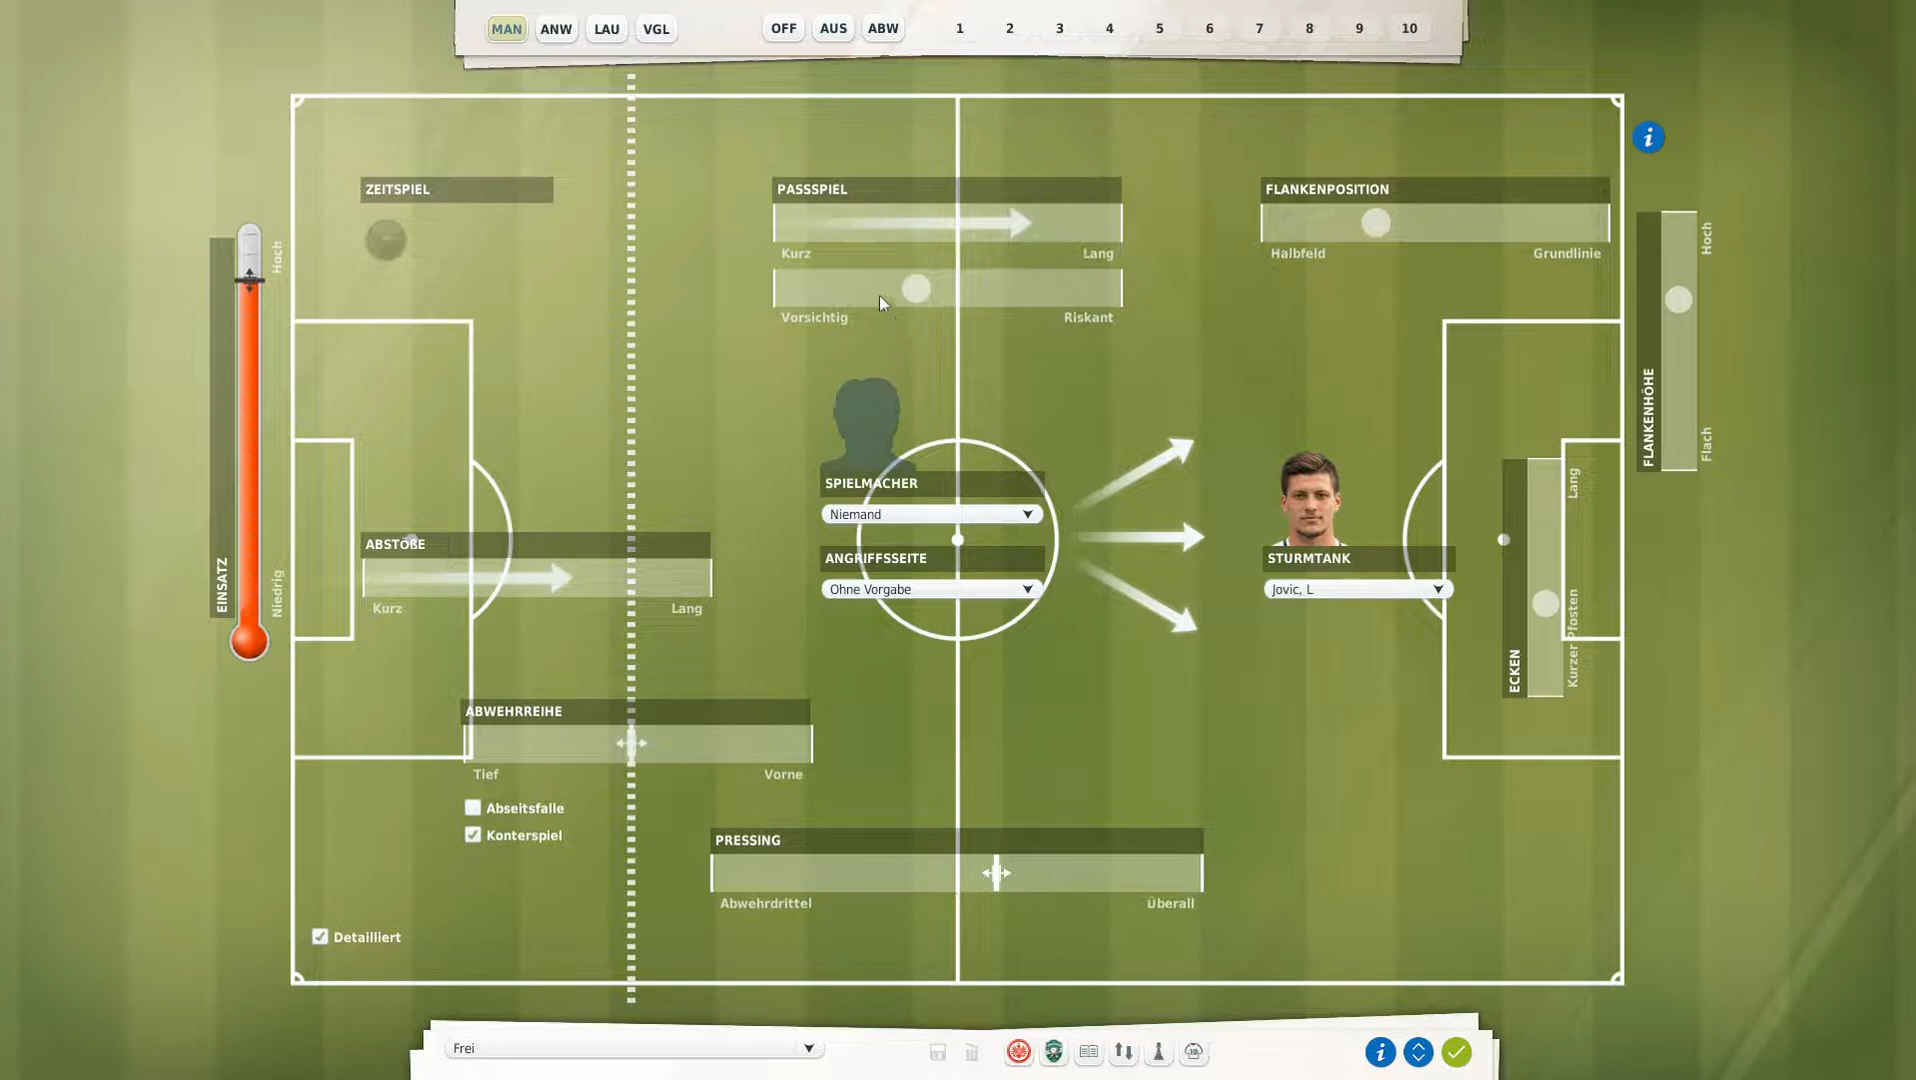 MAN ANW LAU VGL OFF AUS ABW 1 2 3 4 5 6 7 8 9 10
ZEITSPIEL
PASSSPIEL
Kurz Lang
Vorsichtig Riskant
FLANKENPOSITION
Halbfeld Grundlinie
FLANKENHÖHE
Hoch
Flach
EINSATZ
Hoch
Niedrig
SPIELMACHER
Niemand
ANGRIFFSSEITE
Ohne Vorgabe
STURMTANK
Jovic, L
ABSTÖßE
Kurz Lang
ECKEN
Lang
Kurzer Pfosten
ABWEHRREIHE
Tief Vorne
Abseitsfalle
Konterspiel
PRESSING
Abwehrdrittel Überall
Detailliert
Frei